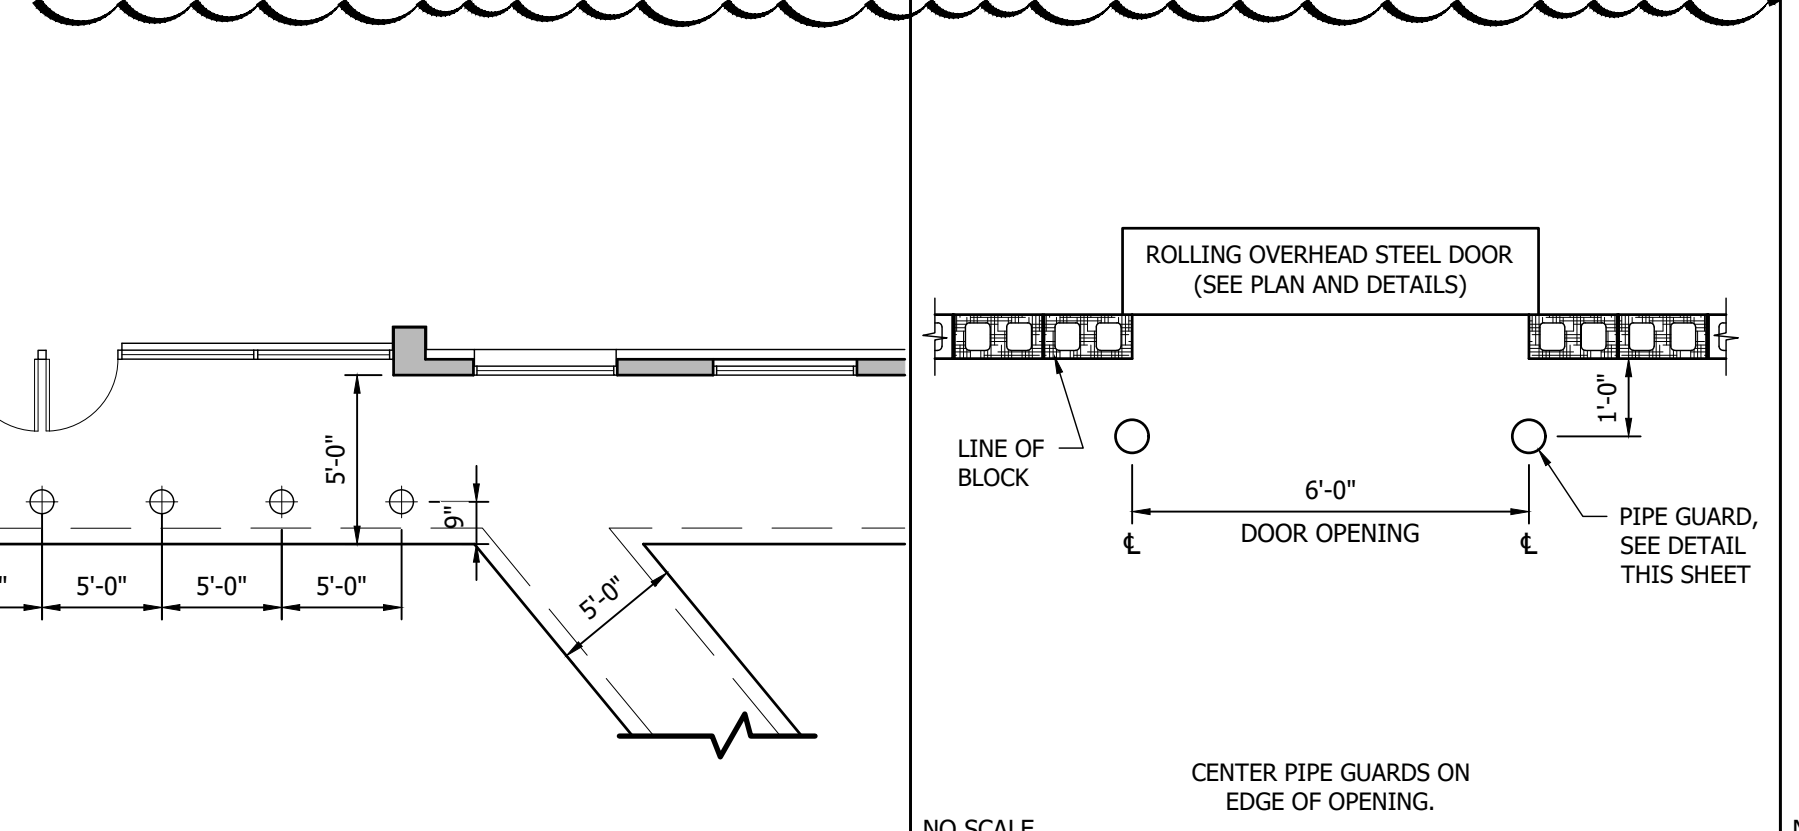 5'-0"
9"
"
5'-0"
5'-0"
5'-0"
5'-0"
ROLLING OVERHEAD STEEL DOOR
(SEE PLAN AND DETAILS)
1'-0"
LINE OF
BLOCK
6'-0"
DOOR OPENING
℄
℄
PIPE GUARD,
SEE DETAIL
THIS SHEET
CENTER PIPE GUARDS ON
EDGE OF OPENING.
NO SCALE